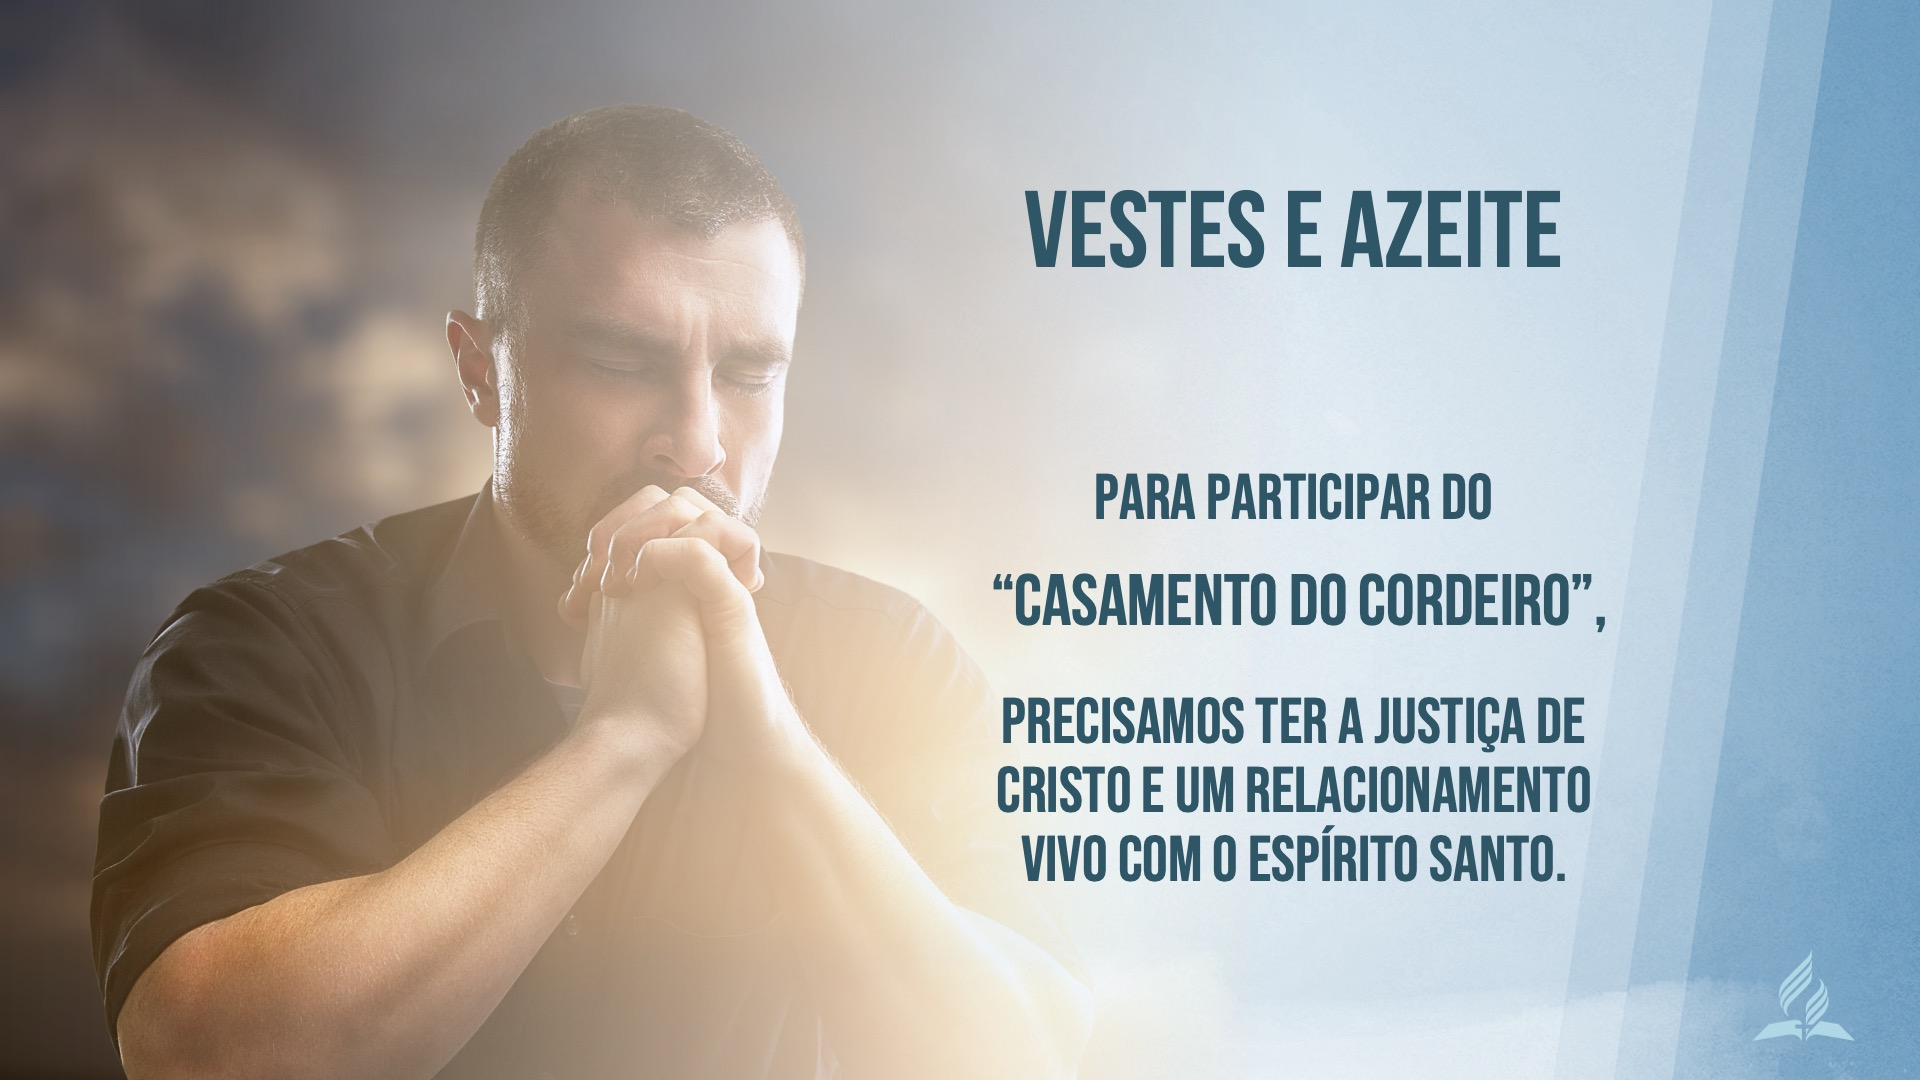 VESTES E AZEITE
PARA PARTICIPAR DO
“CASAMENTO DO CORDEIRO”,
PRECISAMOS TER A JUSTIÇA DE
CRISTO E UM RELACIONAMENTO
VIVO COM O ESPÍRITO SANTO.